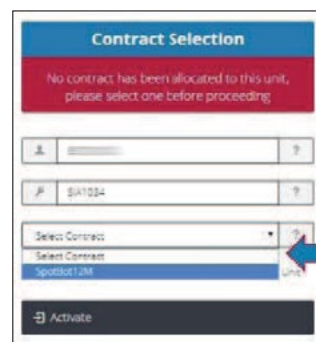 Contract Selection
No contract has been allocated to this unit,
please select one before proceeding
?
SIA1034
?
Select Contract
?
Select Contract
Unit
Activate